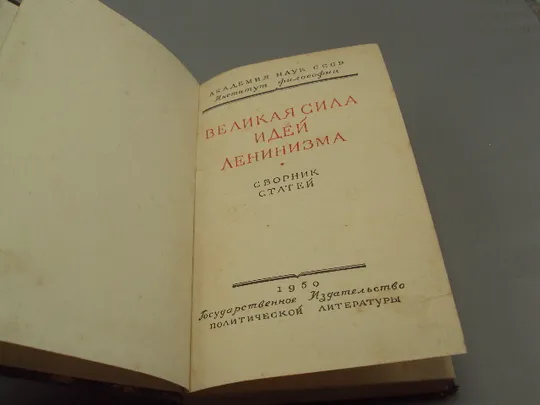 АКАДЕМИЯ НАУК СССР
Институт философии
ВЕЛИКАЯ СИЛА
ИДЕЙ
ЛЕНИНИЗМА
СБОРНИК
СТАТЕЙ
1950
Государственное Издательство
ПОЛИТИЧЕСКОЙ ЛИТЕРАТУРЫ